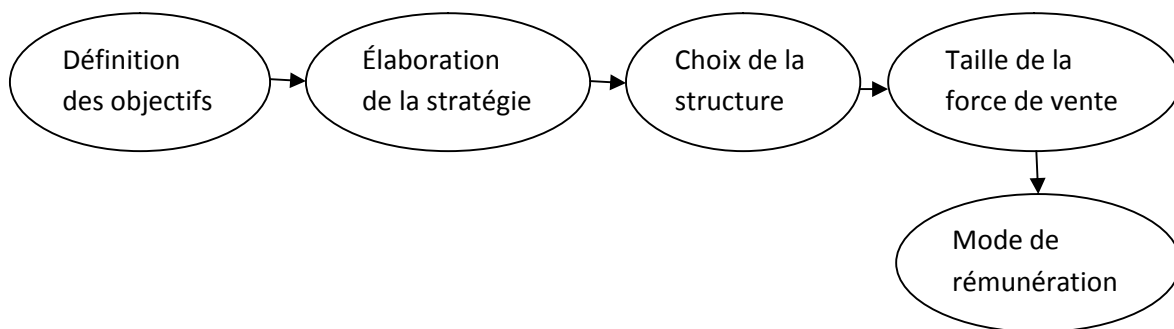 Définition
des objectifs
Élaboration
de la stratégie
Choix de la
structure
Taille de la
force de vente
Mode de
rémunération